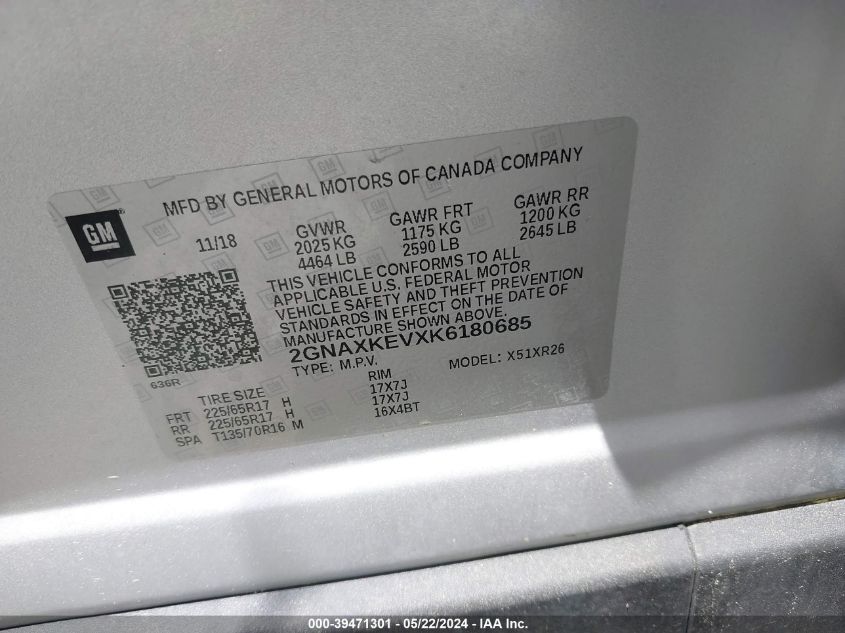 MFD BY GENERAL MOTORS OF CANADA COMPANY
GM®
11/18 GVWR GAWR FRT GAWR RR
2025 KG 1175 KG 1200 KG
4464 LB 2590 LB 2645 LB
THIS VEHICLE CONFORMS TO ALL
APPLICABLE U.S. FEDERAL MOTOR
VEHICLE SAFETY AND THEFT PREVENTION
STANDARDS IN EFFECT ON THE DATE OF
MANUFACTURE SHOWN ABOVE.
2GNAXKEVXK6180685
TYPE: M.P.V. MODEL: X51XR26
636R
TIRE SIZE RIM
FRT 225/65R17 H 17X7J
RR 225/65R17 H 17X7J
SPA T135/70R16 M 16X4BT
000-39471301 - 05/22/2024 - IAA Inc.